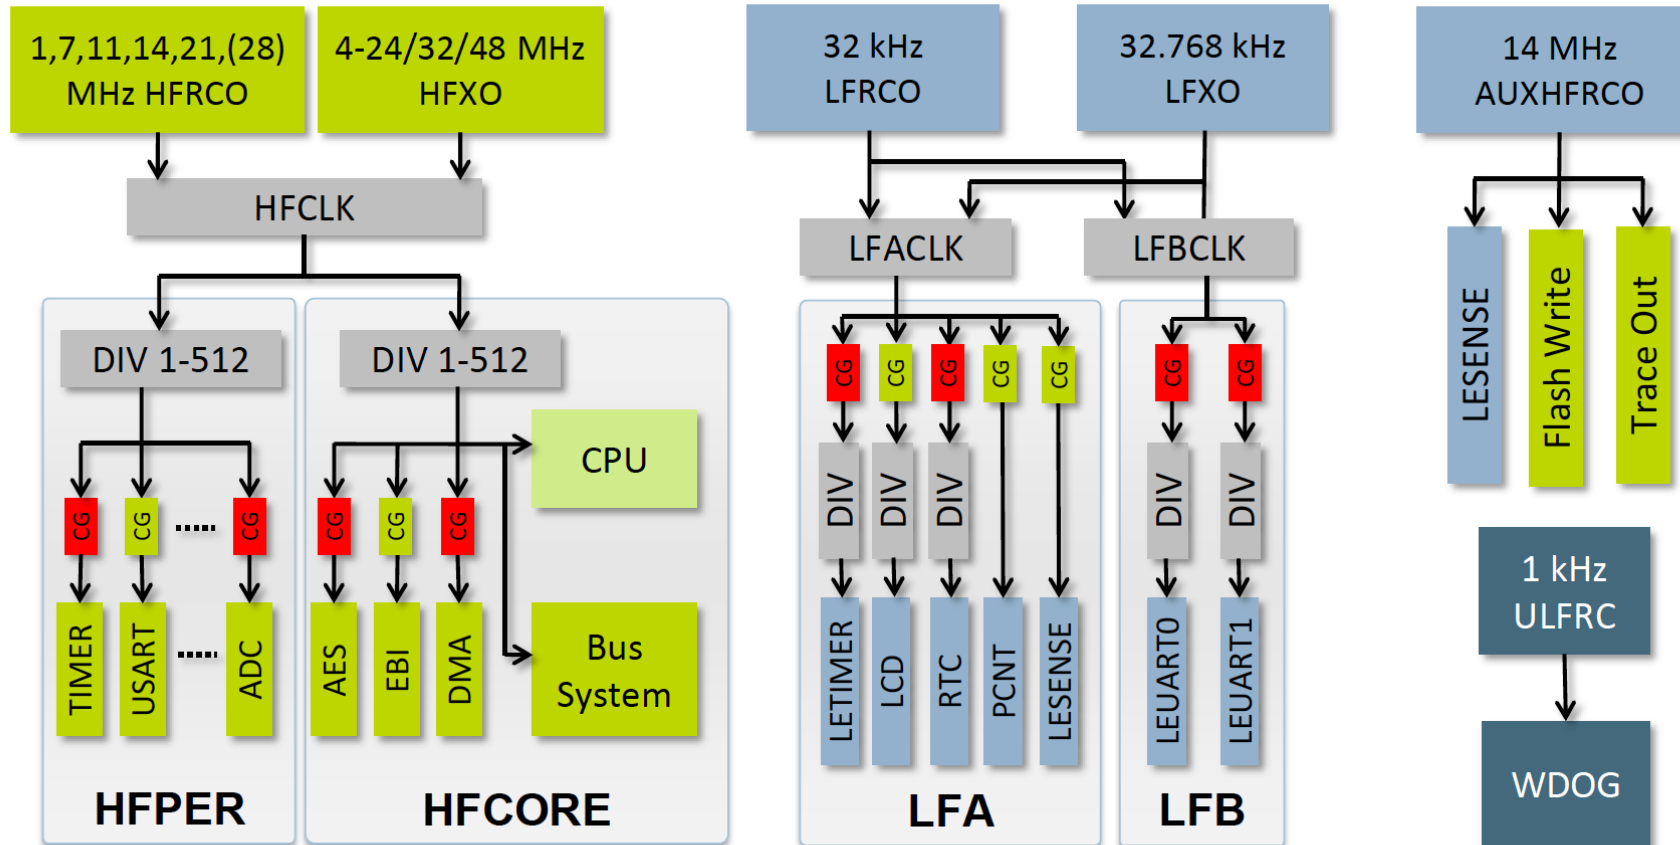 1,7,11,14,21,(28)
MHz HFRCO
4-24/32/48 MHz
HFXO
32 kHz
LFRCO
32.768 kHz
LFXO
14 MHz
AUXHFRCO
HFCLK
LFACLK
LFBCLK
DIV 1-512
DIV 1-512
CPU
CG
CG
CG
CG
CG
CG
TIMER
USART
ADC
AES
EBI
DMA
Bus
System
HFPER
HFCORE
CG
CG
CG
CG
CG
DIV
DIV
DIV
LETIMER
LCD
RTC
PCNT
LESENSE
LFA
CG
CG
DIV
DIV
LEUART0
LEUART1
LFB
LESENSE
Flash Write
Trace Out
1 kHz
ULFRC
WDOG